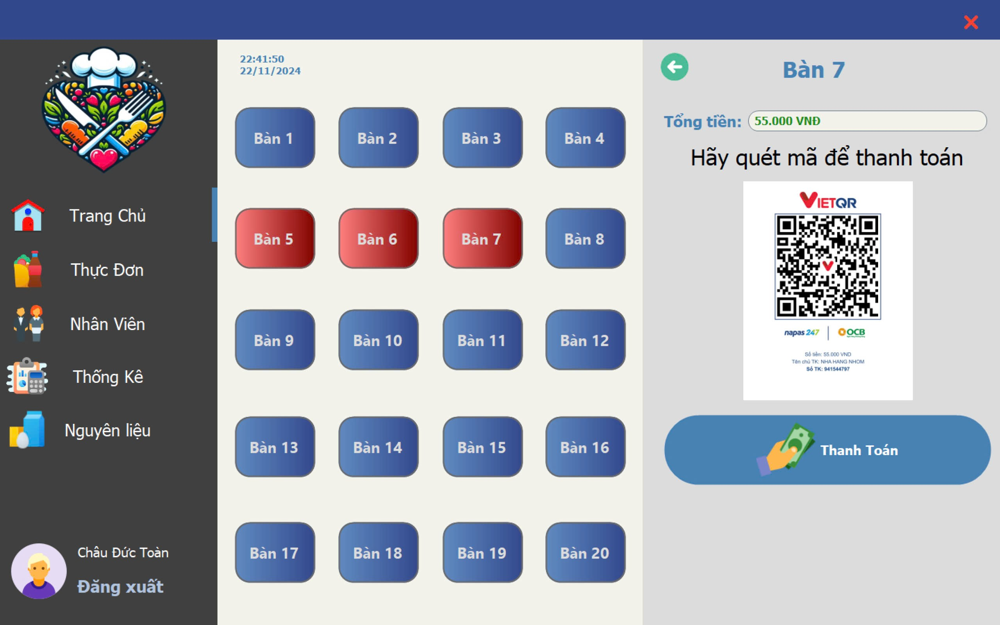 22:41:50
22/11/2024
Trang Chủ
Thực Đơn
Nhân Viên
Thống Kê
Nguyên liệu
Châu Đức Toàn
Đăng xuất
Bàn 1
Bàn 2
Bàn 3
Bàn 4
Bàn 5
Bàn 6
Bàn 7
Bàn 8
Bàn 9
Bàn 10
Bàn 11
Bàn 12
Bàn 13
Bàn 14
Bàn 15
Bàn 16
Bàn 17
Bàn 18
Bàn 19
Bàn 20
Bàn 7
Tổng tiền: 55.000 VNĐ
Hãy quét mã để thanh toán
VIETQR
napas 247
OCB
Số tiền: 55.000 VND
Tên chủ TK: NHA HANG NHOM
Số TK: 941544797
Thanh Toán